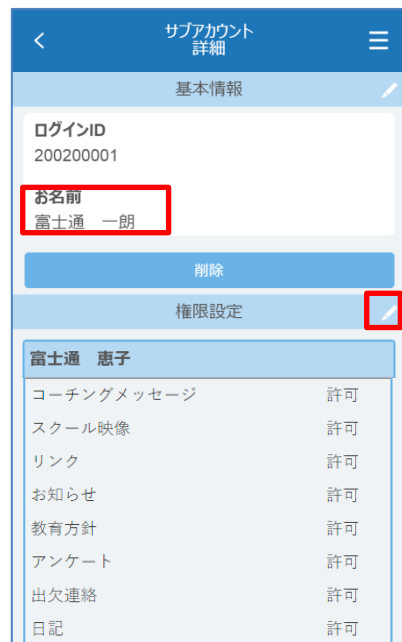 サブアカウント
詳細
基本情報
ログインID
200200001
お名前
富士通　一朗
削除
権限設定
富士通　恵子
コーチングメッセージ　許可
スクール映像　許可
リンク　許可
お知らせ　許可
教育方針　許可
アンケート　許可
出欠連絡　許可
日記　許可